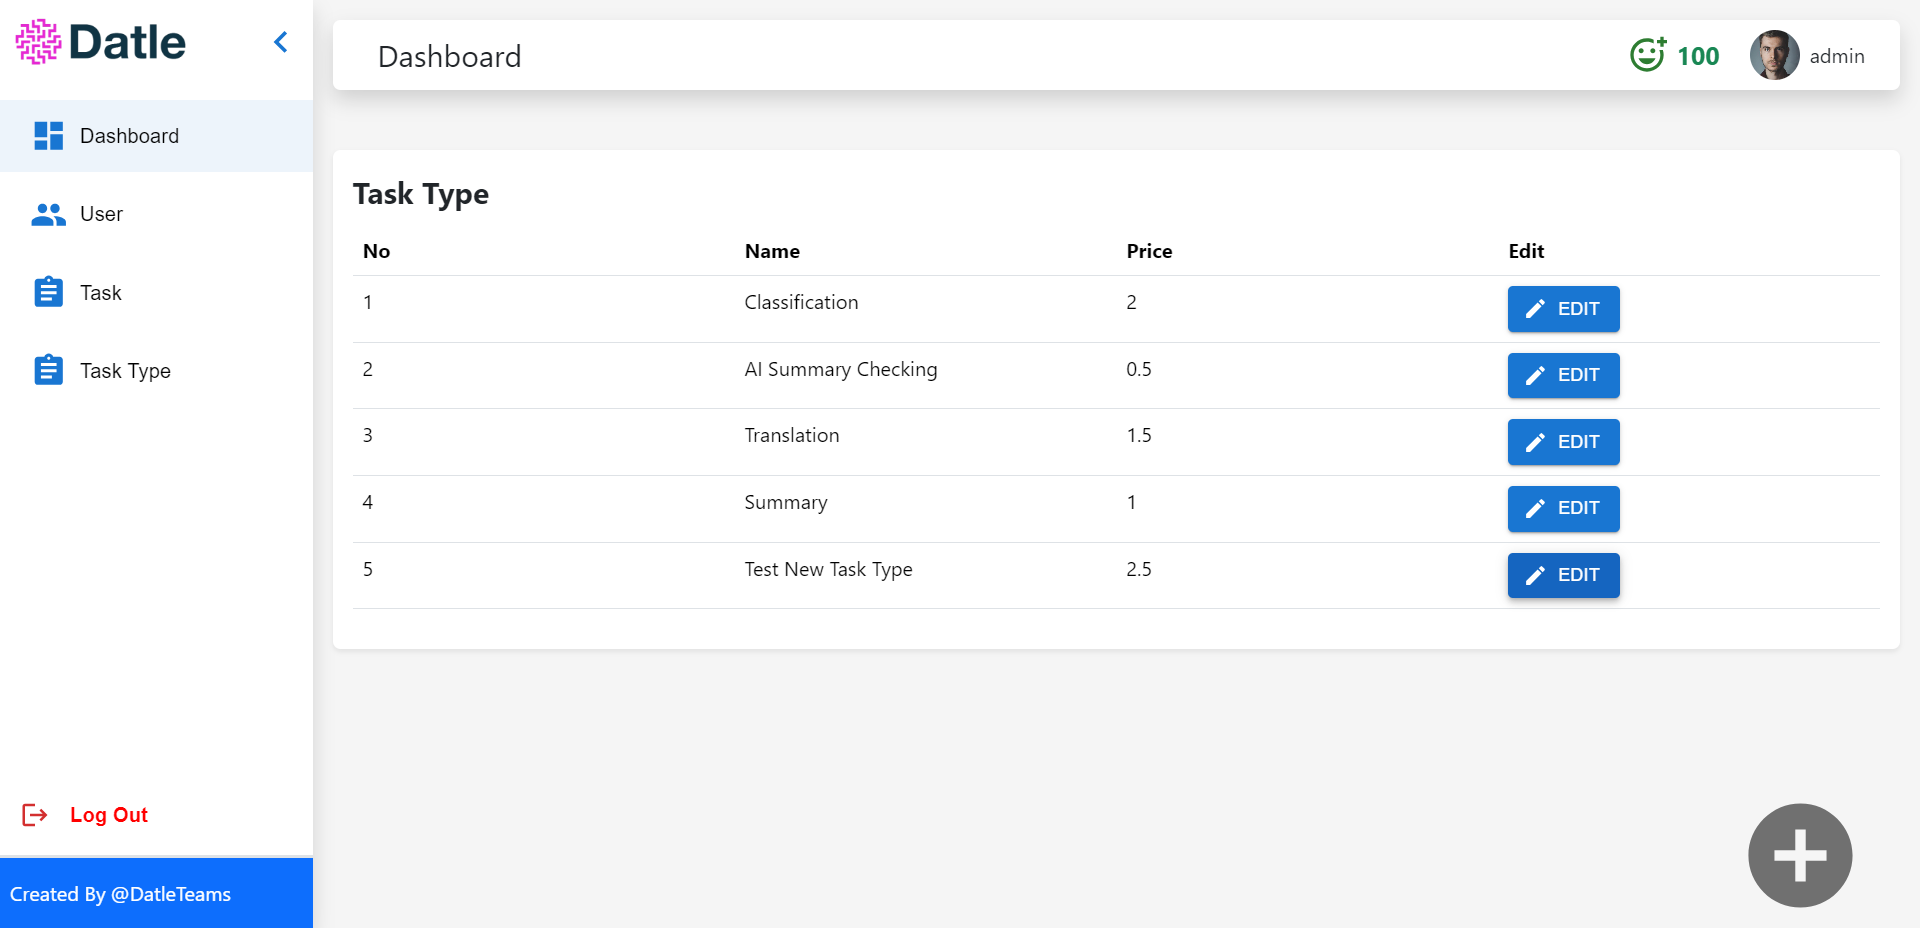 Datle
Dashboard
User
Task
Task Type
Log Out
Created By @DatleTeams
Dashboard
100
admin
Task Type
No Name Price Edit
1 Classification 2 EDIT
2 AI Summary Checking 0.5 EDIT
3 Translation 1.5 EDIT
4 Summary 1 EDIT
5 Test New Task Type 2.5 EDIT